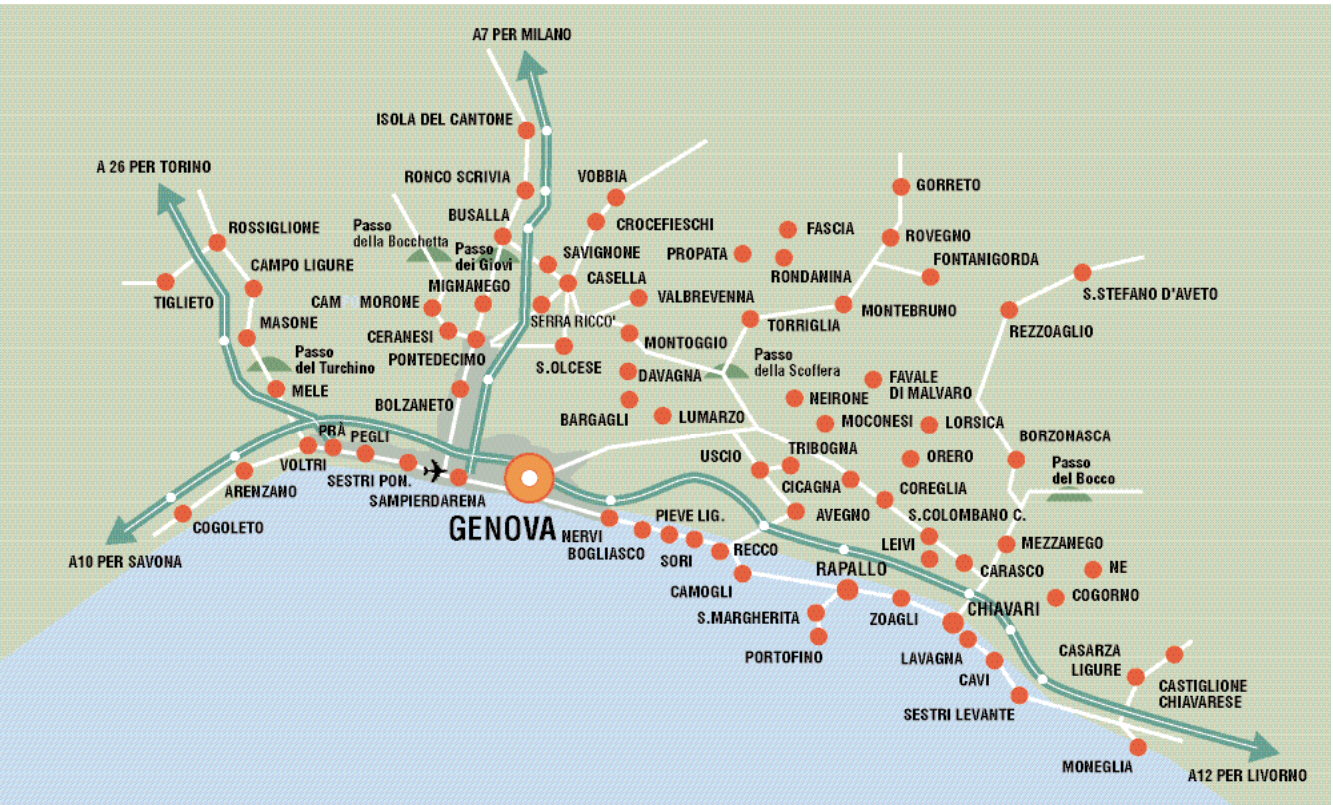 A7 PER MILANO
ISOLA DEL CANTONE
A 26 PER TORINO
RONCO SCRIVIA
VOBBIA
GORRETO
BUSALLA
CROCEFIESCHI
ROSSIGLIONE
Passo
della Bocchetta
FASCIA
ROVEGNO
Passo
dei Giovi
SAVIGNONE
PROPATA
FONTANIGORDA
CAMPO LIGURE
RONDANINA
CASELLA
MIGNANEGO
S.STEFANO D'AVETO
TIGLIETO
CAM
MORONE
VALBREVENNA
MONTEBRUNO
MASONE
SERRA RICCO'
TORRIGLIA
REZZOAGLIO
CERANESI
MONTOGGIO
PONTEDECIMO
Passo
del Turchino
S.OLCESE
Passo
della Scoffera
DAVAGNA
FAVALE
DI MALVARO
MELE
BOLZANETO
NEIRONE
BARGAGLI
LUMARZO
MOCONESI
LORSICA
PRÀ
PEGLI
BORZONASCA
TRIBOGNA
USCIO
ORERO
VOLTRI
Passo
del Bocco
SESTRI PON.
CICAGNA
COREGLIA
ARENZANO
SAMPIERDARENA
AVEGNO
S.COLOMBANO C.
PIEVE LIG.
COGOLETO
GENOVA
NERVI
LEIVI
MEZZANEGO
BOGLIASCO
RECCO
SORI
A10 PER SAVONA
RAPALLO
CARASCO
NE
CAMOGLI
COGORNO
CHIAVARI
S.MARGHERITA
ZOAGLI
PORTOFINO
LAVAGNA
CASARZA
LIGURE
CAVI
CASTIGLIONE
CHIAVARESE
SESTRI LEVANTE
MONEGLIA
A12 PER LIVORNO